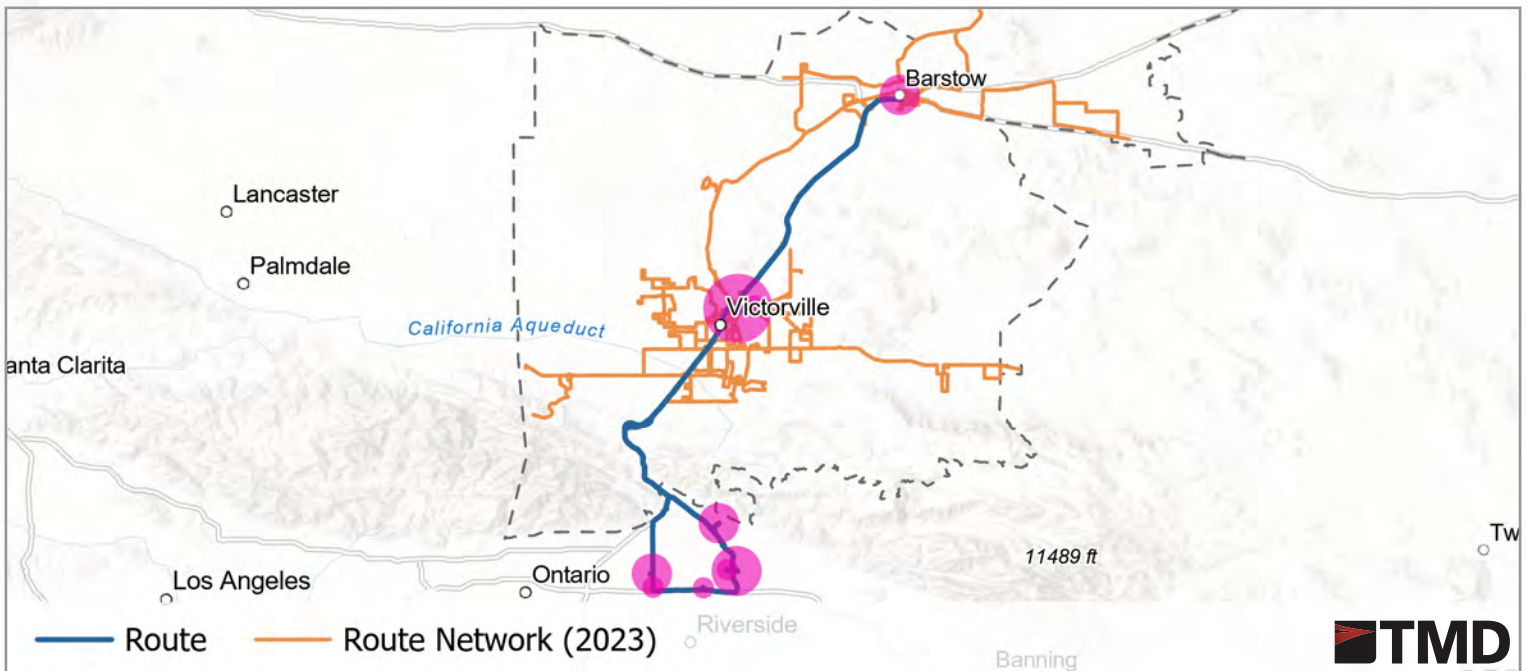 Barstow
Lancaster
Palmdale
Victorville
California Aqueduct
anta Clarita
11489 ft
Tw
Ontario
Los Angeles
Riverside
Route
Route Network (2023)
TMD
Banning